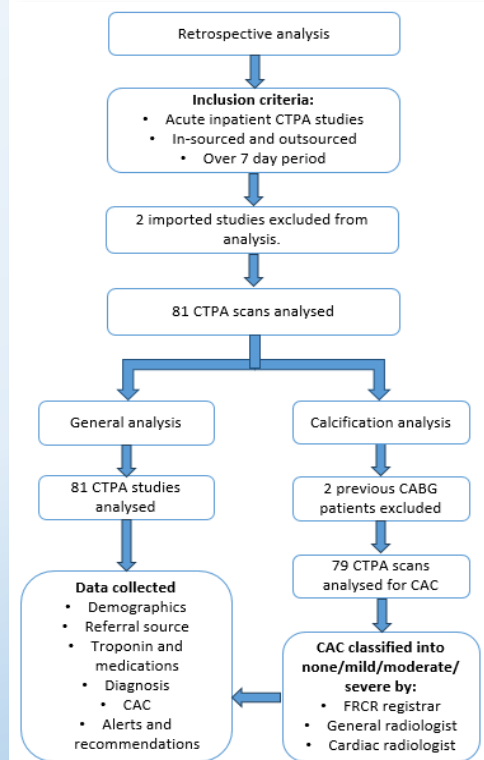 Retrospective analysis
Inclusion criteria:
• Acute inpatient CTPA studies
• In-sourced and outsourced
• Over 7 day period
2 imported studies excluded from
analysis.
81 CTPA scans analysed
General analysis
81 CTPA studies
analysed
Data collected
• Demographics
• Referral source
• Troponin and
medications
• Diagnosis
• CAC
• Alerts and
recommendations
Calcification analysis
2 previous CABG
patients excluded
79 CTPA scans
analysed for CAC
CAC classified into
none/mild/moderate/
severe by:
• FRCR registrar
• General radiologist
• Cardiac radiologist